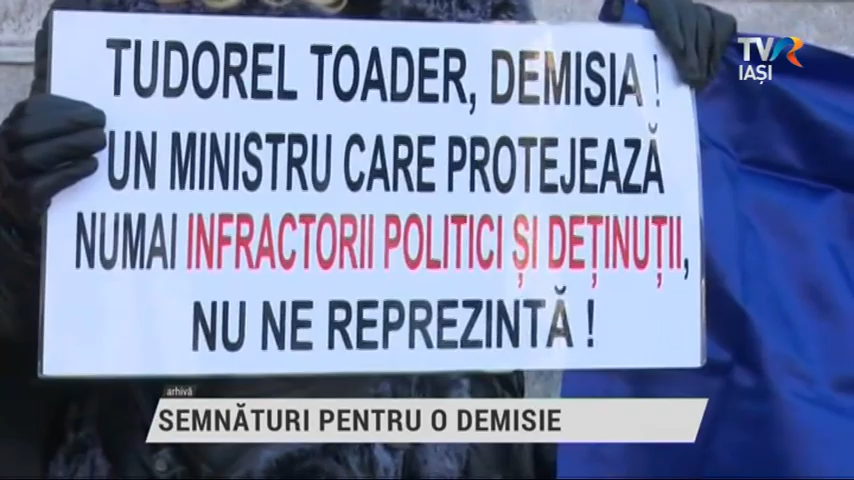 TUDOREL TOADER, DEMISIA !
UN MINISTRU CARE PROTEJEAZĂ
NUMAI INFRACTORII POLITICI ȘI DEȚINUȚII,
NU NE REPREZINTĂ !
TVR
IAȘI
arhivă
SEMNĂTURI PENTRU O DEMISIE